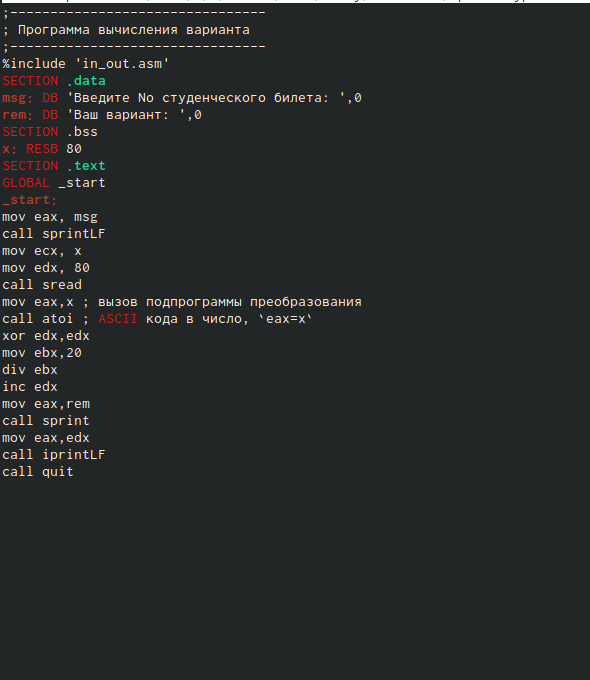 ;--------------------------------
; Программа вычисления варианта
;--------------------------------
%include 'in_out.asm'
SECTION .data
msg: DB 'Введите No студенческого билета: ',0
rem: DB 'Ваш вариант: ',0
SECTION .bss
x: RESB 80
SECTION .text
GLOBAL _start
_start:
mov eax, msg
call sprintLF
mov ecx, x
mov edx, 80
call sread
mov eax,x ; вызов подпрограммы преобразования
call atoi ; ASCII кода в число, `eax=x`
xor edx,edx
mov ebx,20
div ebx
inc edx
mov eax,rem
call sprint
mov eax,edx
call iprintLF
call quit